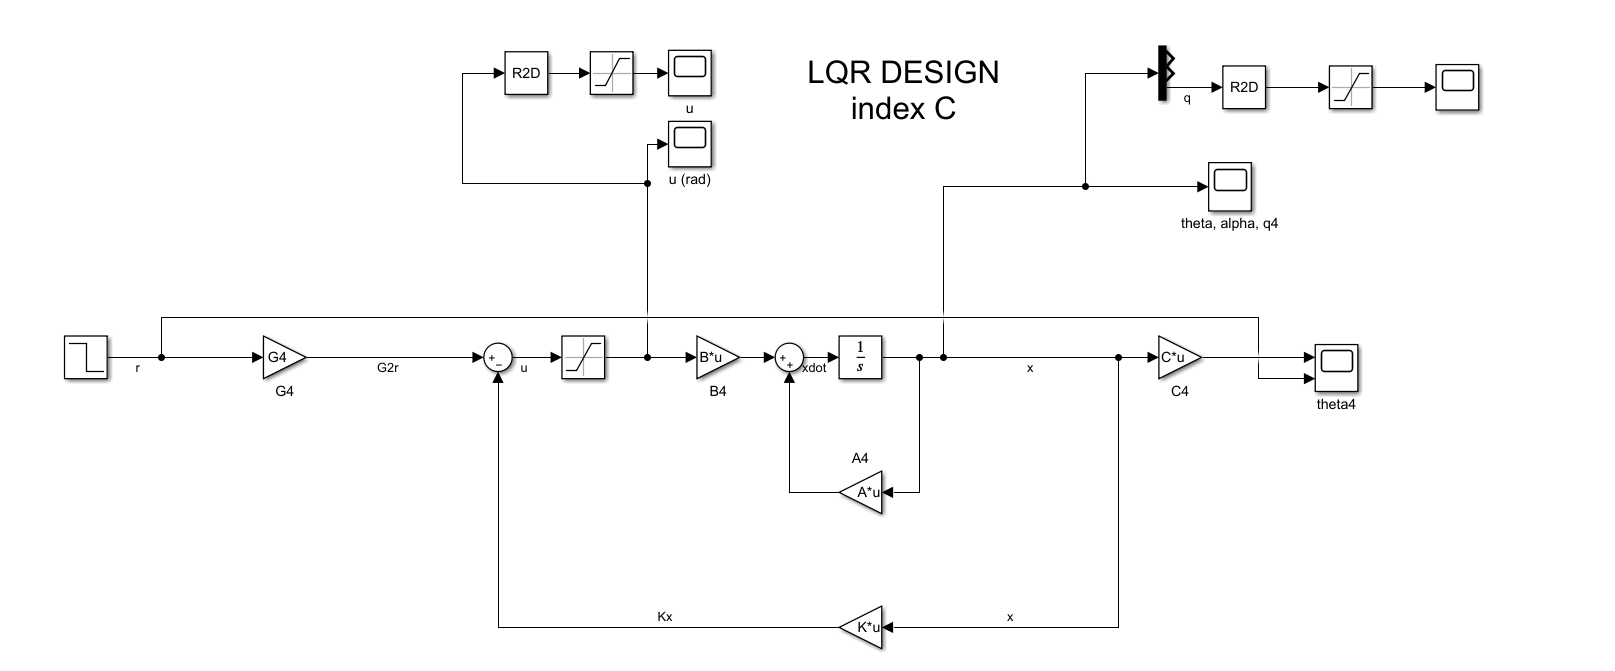 LQR DESIGN
index C
R2D
u
u (rad)
q
R2D
theta, alpha, q4
r
G4
G4
G2r
+
−
u
B*u
B4
+
+
xdot
1
s
x
C*u
C4
theta4
A4
A*u
Kx
K*u
x